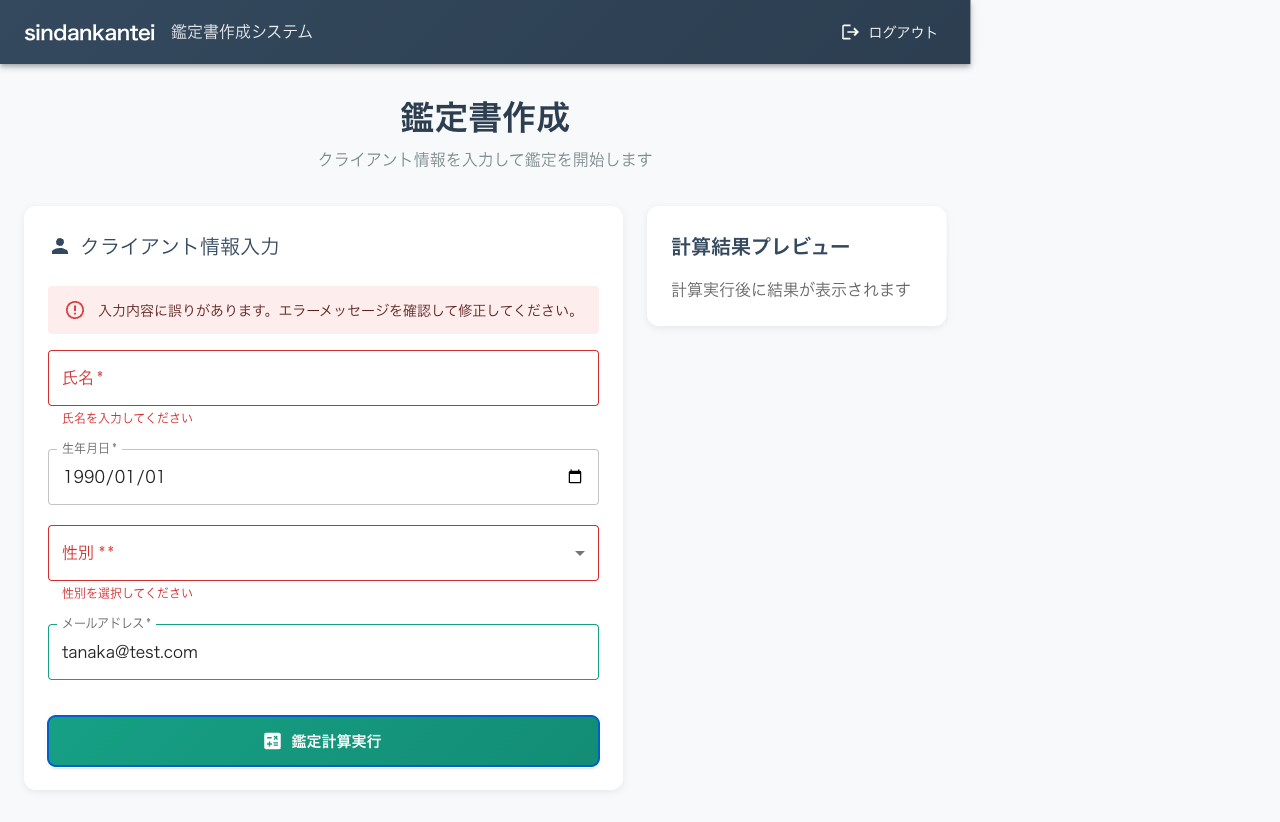 sindankantei 鑑定書作成システム ログアウト
鑑定書作成
クライアント情報を入力して鑑定を開始します
クライアント情報入力
入力内容に誤りがあります。エラーメッセージを確認して修正してください。
氏名 *
氏名を入力してください
生年月日 *
1990/01/01
性別 * *
性別を選択してください
メールアドレス *
tanaka@test.com
鑑定計算実行
計算結果プレビュー
計算実行後に結果が表示されます